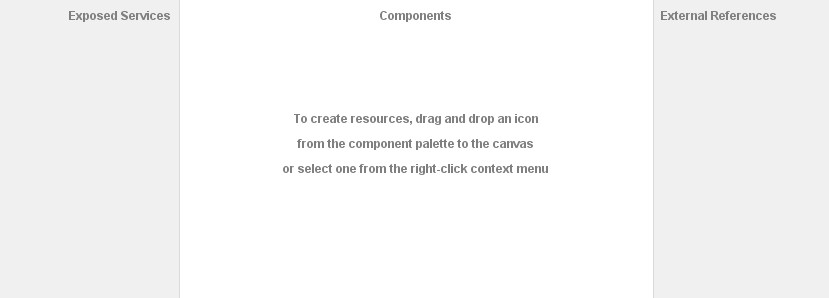 Exposed Services
Components
External References
To create resources, drag and drop an icon
from the component palette to the canvas
or select one from the right-click context menu